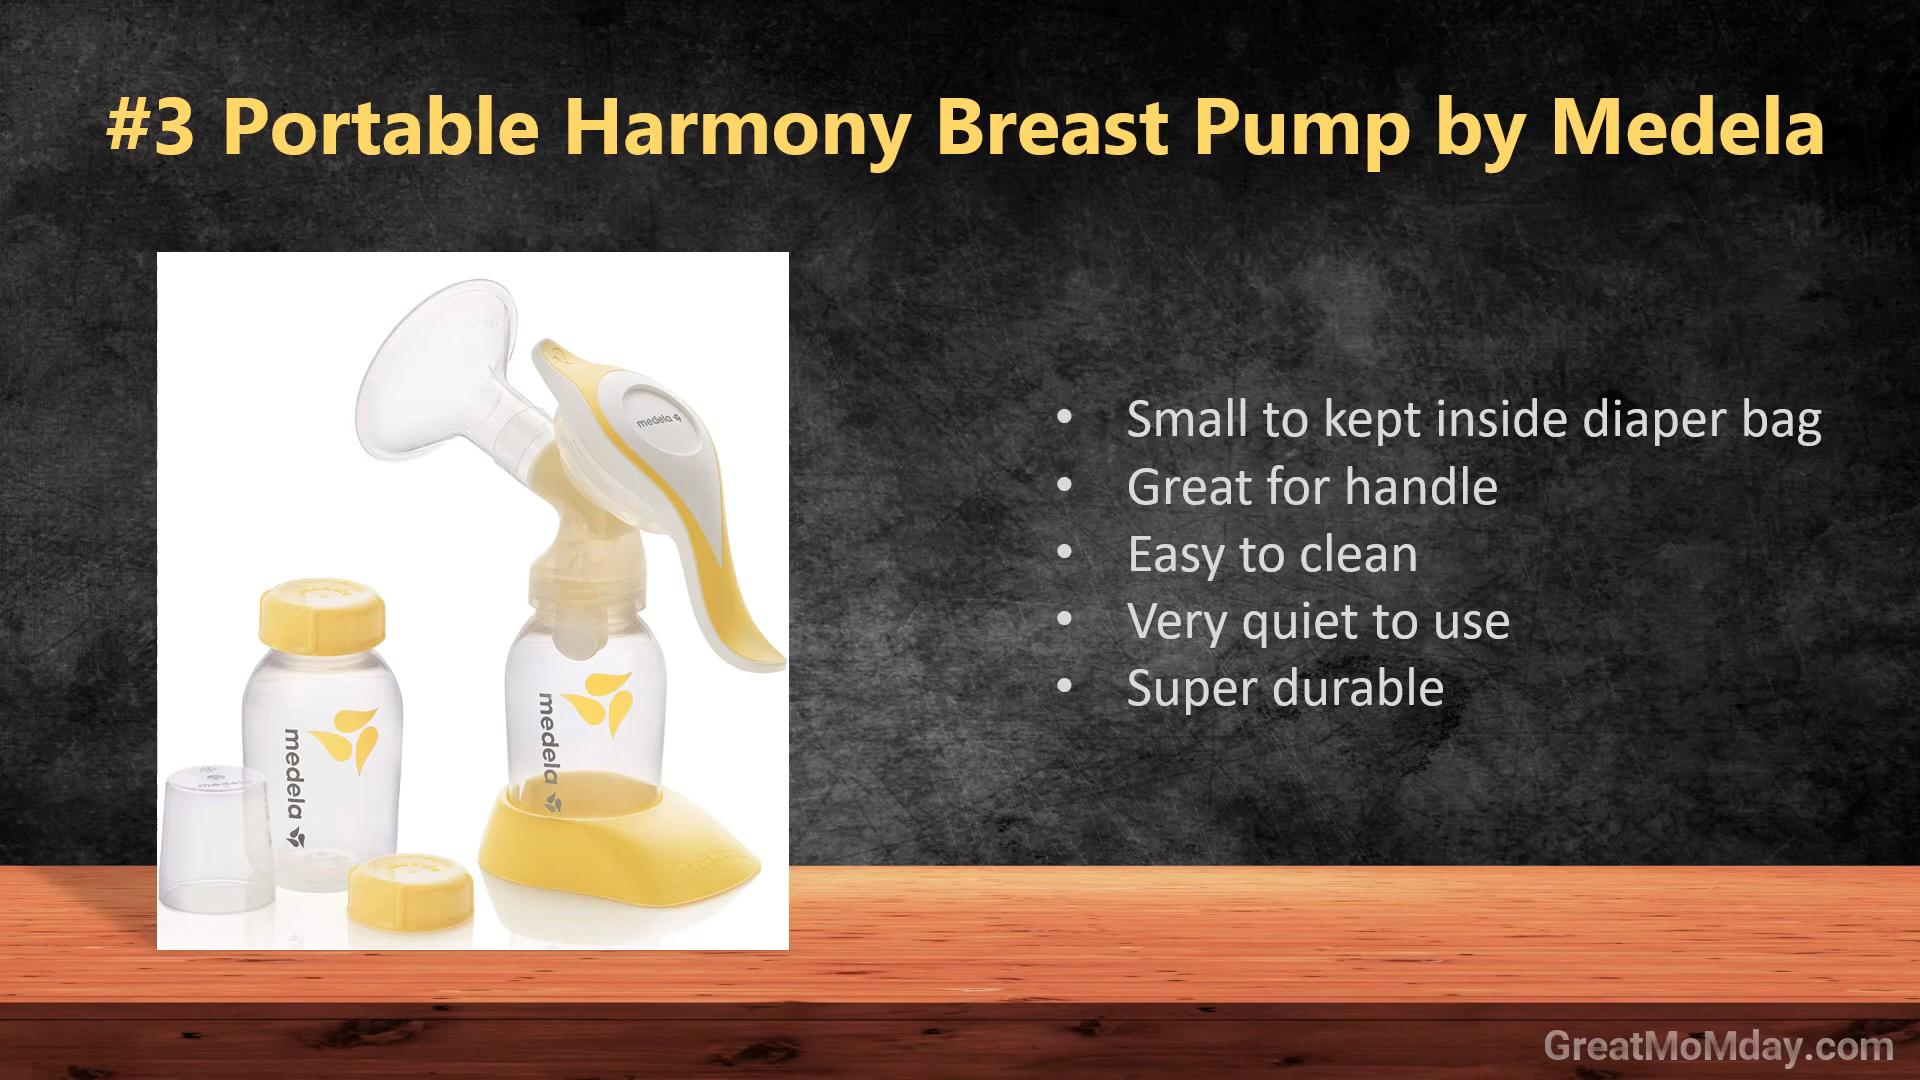 #3 Portable Harmony Breast Pump by Medela
medela
medela
medela
• Small to kept inside diaper bag
• Great for handle
• Easy to clean
• Very quiet to use
• Super durable
GreatMoMday.com